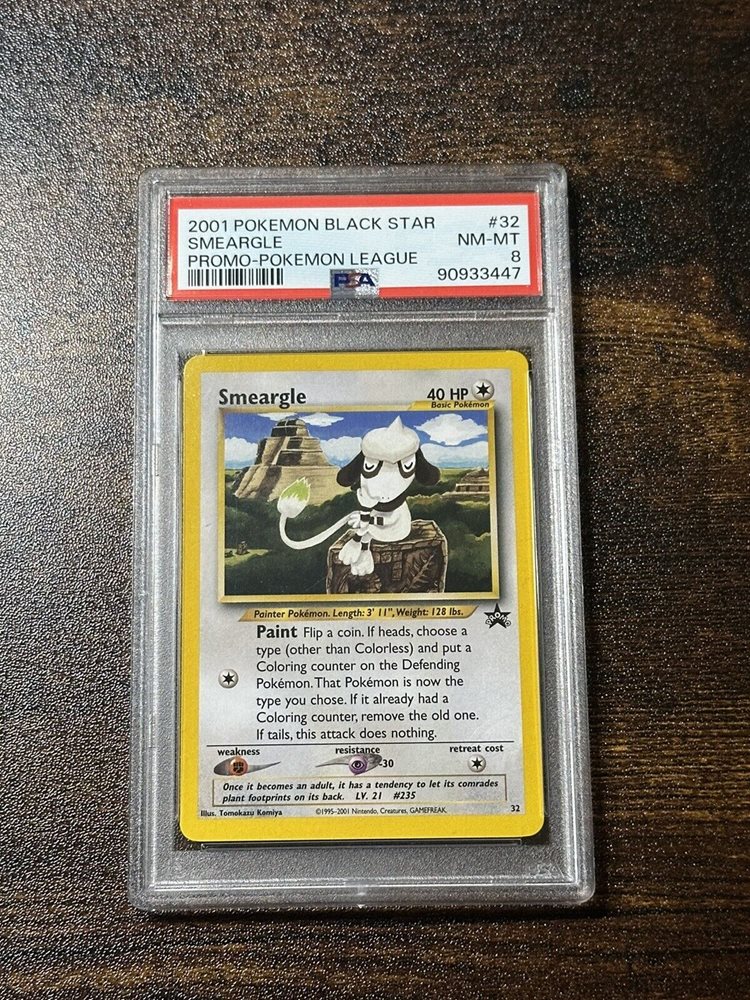 2001 POKEMON BLACK STAR #32
SMEARGLE NM-MT
PROMO-POKEMON LEAGUE 8
PSA 90933447
Smeargle 40 HP
Basic Pokémon
Painter Pokémon. Length: 3' 11", Weight: 128 lbs.
PROMO
Paint Flip a coin. If heads, choose a
type (other than Colorless) and put a
Coloring counter on the Defending
Pokémon. That Pokémon is now the
type you chose. If it already had a
Coloring counter, remove the old one.
If tails, this attack does nothing.
weakness resistance retreat cost
-30
Once it becomes an adult, it has a tendency to let its comrades
plant footprints on its back. LV. 21 #235
Illus. Tomokazu Komiya ©1995-2001 Nintendo, Creatures, GAMEFREAK. 32